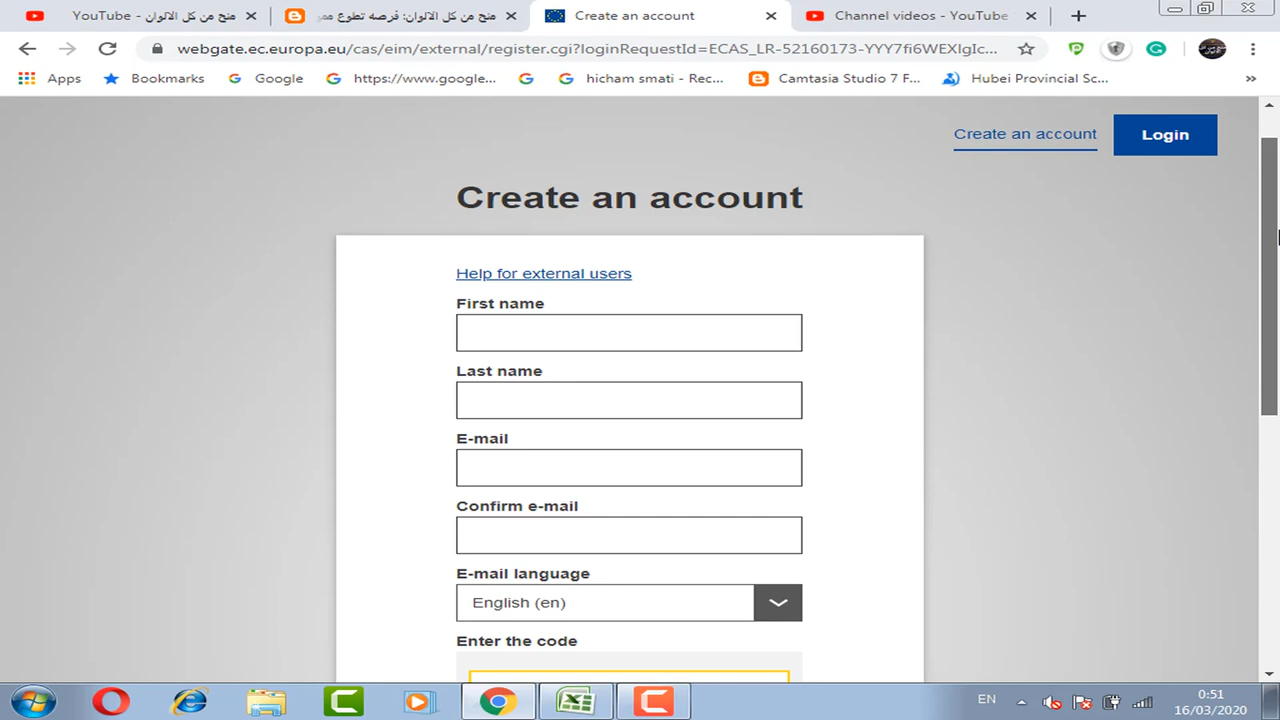 منح من كل الالوان - YouTube
منح من كل الالوان: فرصه تطوع ممو
Create an account
Channel videos - YouTube
webgate.ec.europa.eu/cas/eim/external/register.cgi?loginRequestId=ECAS_LR-52160173-YYY7fi6WEXlgIc...
Apps
Bookmarks
Google
https://www.google...
hicham smati - Rec...
Camtasia Studio 7 F...
Hubei Provincial Sc...
»
Create an account
Login
Create an account
Help for external users
First name
Last name
E-mail
Confirm e-mail
E-mail language
English (en)
Enter the code
EN
0:51
16/03/2020